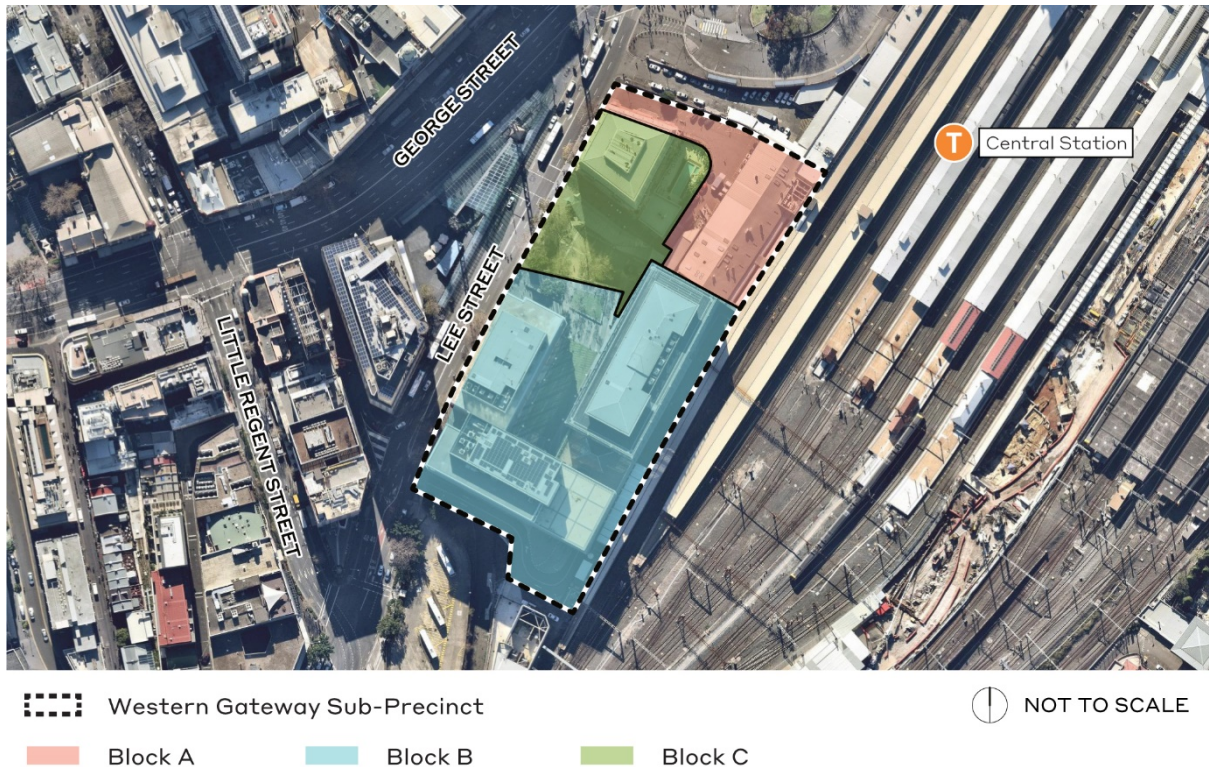 GEORGE STREET
T
Central Station
LEE STREET
LITTLE REGENT STREET
Western Gateway Sub-Precinct
NOT TO SCALE
Block A
Block B
Block C